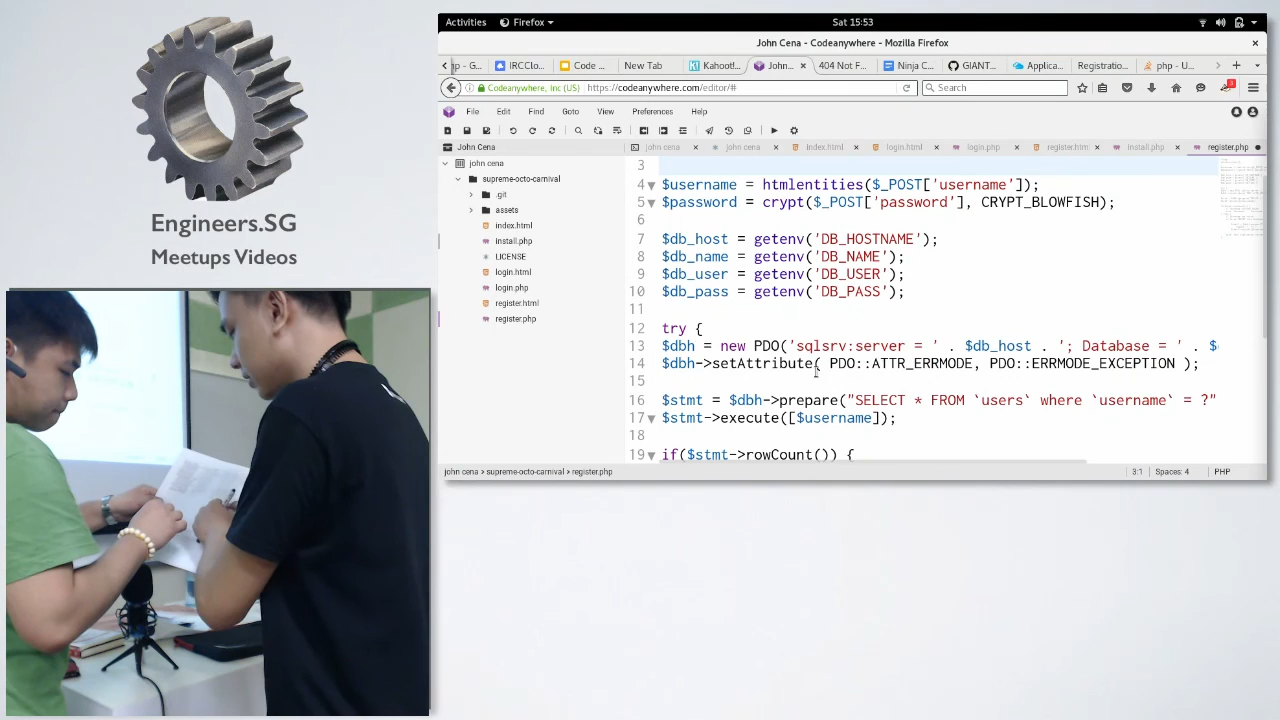 Engineers.SG
Meetups Videos
Activities Firefox Sat 15:53
John Cena - Codeanywhere - Mozilla Firefox
IRCClo: Code ... New Tab Kahoot!... John... 404 Not F... Ninja C... GIANT... Applica... Registratio... php - U...
Codeanywhere, Inc (US) https://codeanywhere.com/editor/# Search
File Edit Find Goto View Preferences Help
John Cena john cena john cena index.html login.html login.php register.htm install.php register.php
john cena
supreme-octo-carnival
.git
assets
index.html
install.php
LICENSE
login.html
login.php
register.html
register.php
3
4 $username = htmlentities($_POST['username']);
5 $password = crypt($_POST['password'], CRYPT_BLOWFISH);
6
7 $db_host = getenv('DB_HOSTNAME');
8 $db_name = getenv('DB_NAME');
9 $db_user = getenv('DB_USER');
10 $db_pass = getenv('DB_PASS');
11
12 try {
13 $dbh = new PDO('sqlsrv:server = ' . $db_host . '; Database = ' . $
14 $dbh->setAttribute( PDO::ATTR_ERRMODE, PDO::ERRMODE_EXCEPTION );
15
16 $stmt = $dbh->prepare("SELECT * FROM `users` where `username` = ?"
17 $stmt->execute([$username]);
18
19 if($stmt->rowCount()) {
john cena > supreme-octo-carnival > register.php 3:1 Spaces: 4 PHP